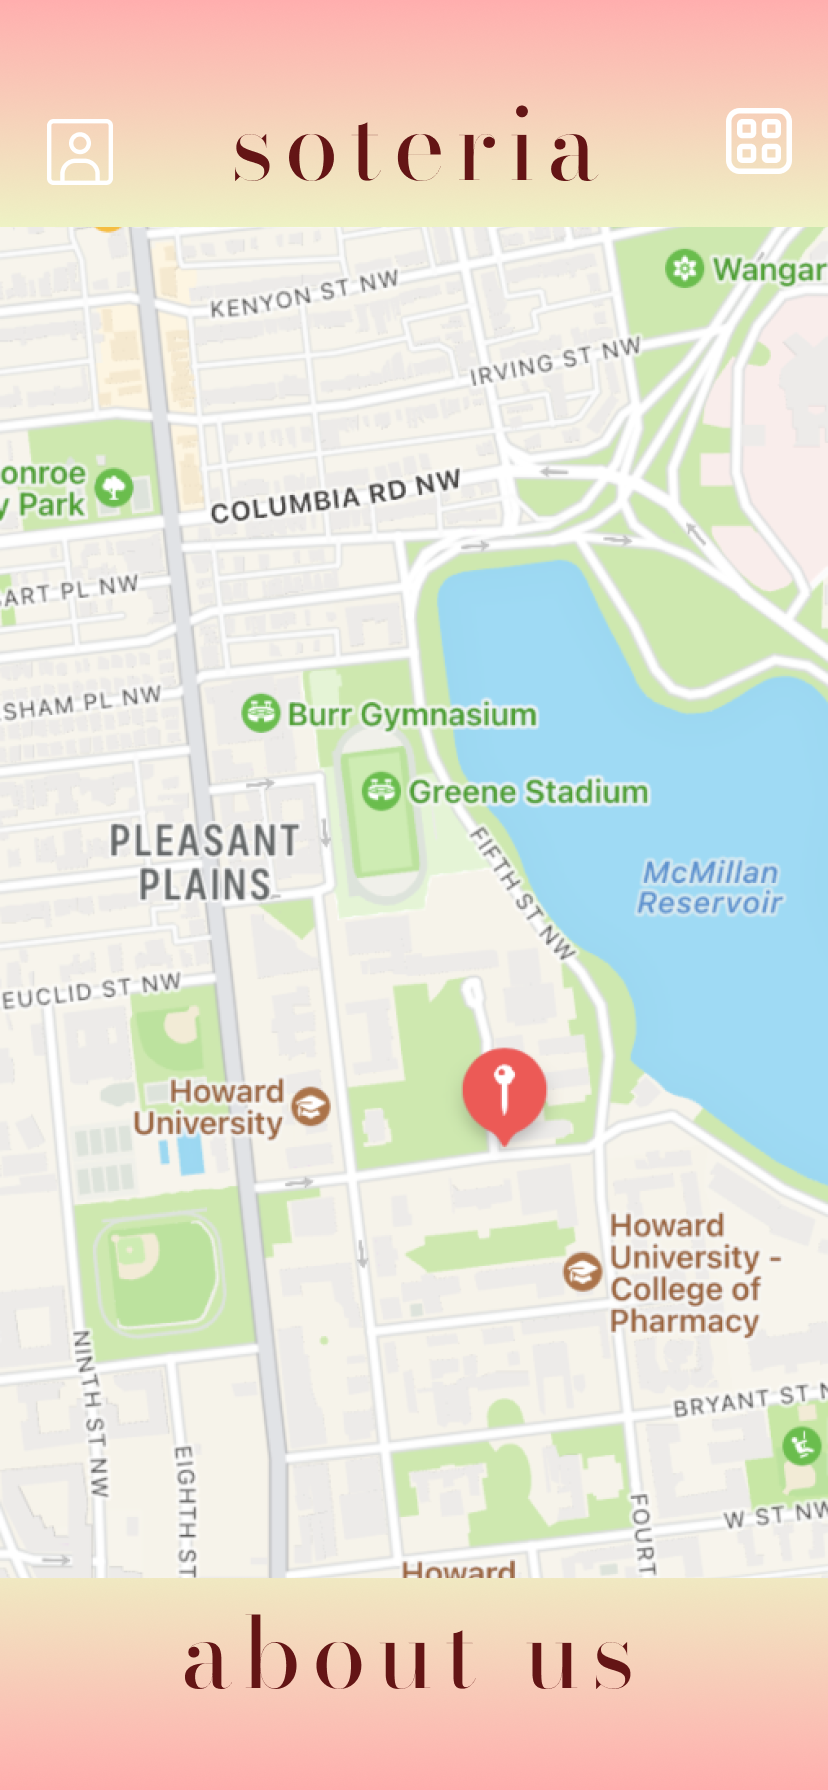 soteria
Wangar
KENYON ST NW
IRVING ST NW
onroe
y Park
COLUMBIA RD NW
ART PL NW
SHAM PL NW
Burr Gymnasium
Greene Stadium
PLEASANT
PLAINS
FIFTH ST NW
McMillan
Reservoir
EUCLID ST NW
Howard
University
Howard
University -
College of
Pharmacy
NINTH ST NW
EIGHTH ST
BRYANT ST N
FOURT
W ST NW
Howard
about us